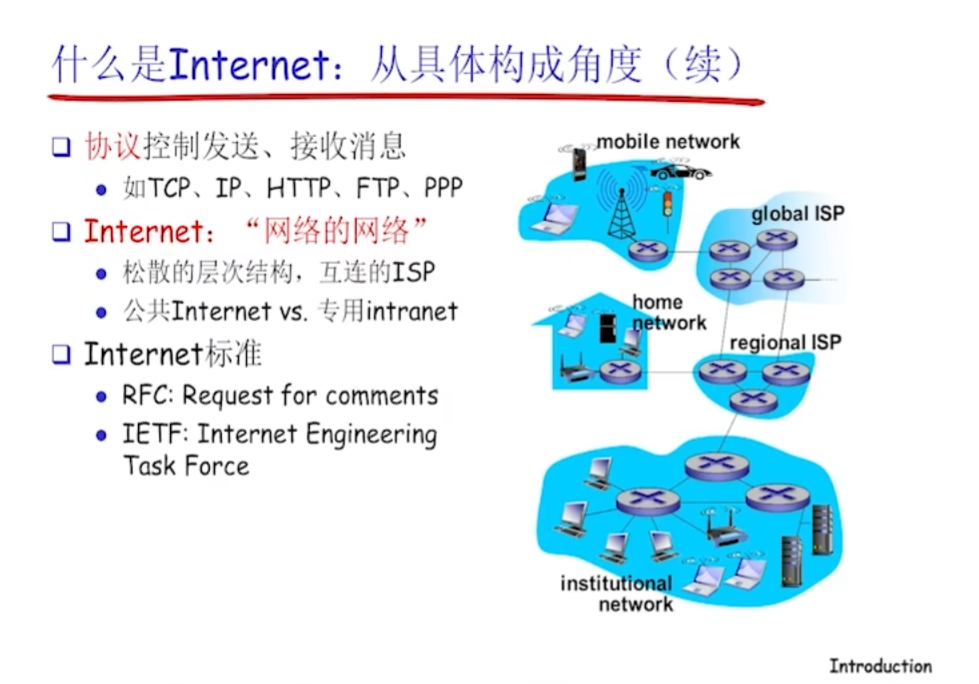 什么是Internet：从具体构成角度（续）
协议控制发送、接收消息
如TCP、IP、HTTP、FTP、PPP
Internet：“网络的网络”
松散的层次结构，互连的ISP
公共Internet vs. 专用intranet
Internet标准
RFC: Request for comments
IETF: Internet Engineering
Task Force
mobile network
global ISP
home
network
regional ISP
institutional
network
Introduction